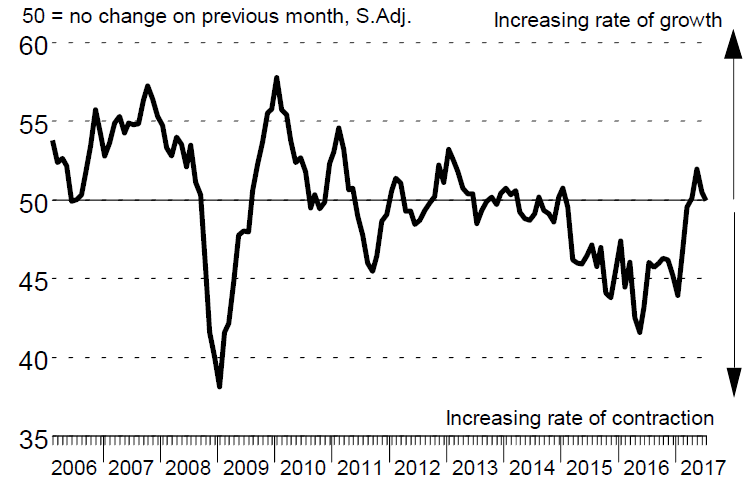 50 = no change on previous month, S.Adj.
Increasing rate of growth
60
55
50
45
40
35
Increasing rate of contraction
2006 2007 2008 2009 2010 2011 2012 2013 2014 2015 2016 2017